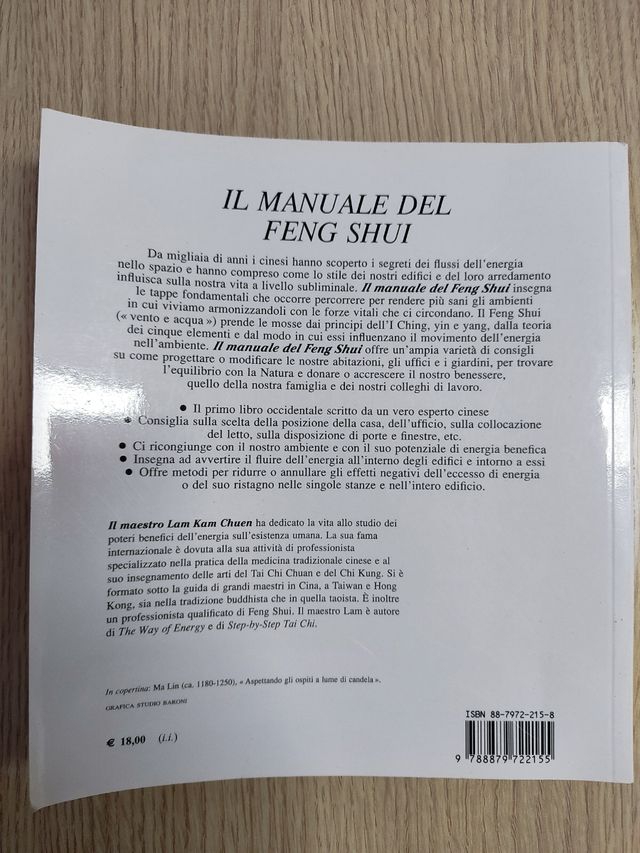 IL MANUALE DEL
FENG SHUI
Da migliaia di anni i cinesi hanno scoperto i segreti dei flussi dell'energia
nello spazio e hanno compreso come lo stile dei nostri edifici e del loro arredamento
influisca sulla nostra vita a livello subliminale. Il manuale del Feng Shui insegna
le tappe fondamentali che occorre percorrere per rendere più sani gli ambienti
in cui viviamo armonizzandoli con le forze vitali che ci circondano. Il Feng Shui
(« vento e acqua ») prende le mosse dai principi dell'I Ching, yin e yang, dalla teoria
dei cinque elementi e dal modo in cui essi influenzano il movimento dell'energia
nell'ambiente. Il manuale del Feng Shui offre un'ampia varietà di consigli
su come progettare o modificare le nostre abitazioni, gli uffici e i giardini, per trovare
l'equilibrio con la Natura e donare o accrescere il nostro benessere,
quello della nostra famiglia e dei nostri colleghi di lavoro.
● Il primo libro occidentale scritto da un vero esperto cinese
● Consiglia sulla scelta della posizione della casa, dell'ufficio, sulla collocazione
del letto, sulla disposizione di porte e finestre, etc.
● Ci ricongiunge con il nostro ambiente e con il suo potenziale di energia benefica
● Insegna ad avvertire il fluire dell'energia all'interno degli edifici e intorno a essi
● Offre metodi per ridurre o annullare gli effetti negativi dell'eccesso di energia
o del suo ristagno nelle singole stanze e nell'intero edificio.
Il maestro Lam Kam Chuen ha dedicato la vita allo studio dei
poteri benefici dell'energia sull'esistenza umana. La sua fama
internazionale è dovuta alla sua attività di professionista
specializzato nella pratica della medicina tradizionale cinese e al
suo insegnamento delle arti del Tai Chi Chuan e del Chi Kung. Si è
formato sotto la guida di grandi maestri in Cina, a Taiwan e Hong
Kong, sia nella tradizione buddhista che in quella taoista. È inoltre
un professionista qualificato di Feng Shui. Il maestro Lam è autore
di The Way of Energy e di Step-by-Step Tai Chi.
In copertina: Ma Lin (ca. 1180-1250), « Aspettando gli ospiti a lume di candela ».
GRAFICA STUDIO BARONI
€ 18,00 (i.i.)
ISBN 88-7972-215-8
9 788879 722155